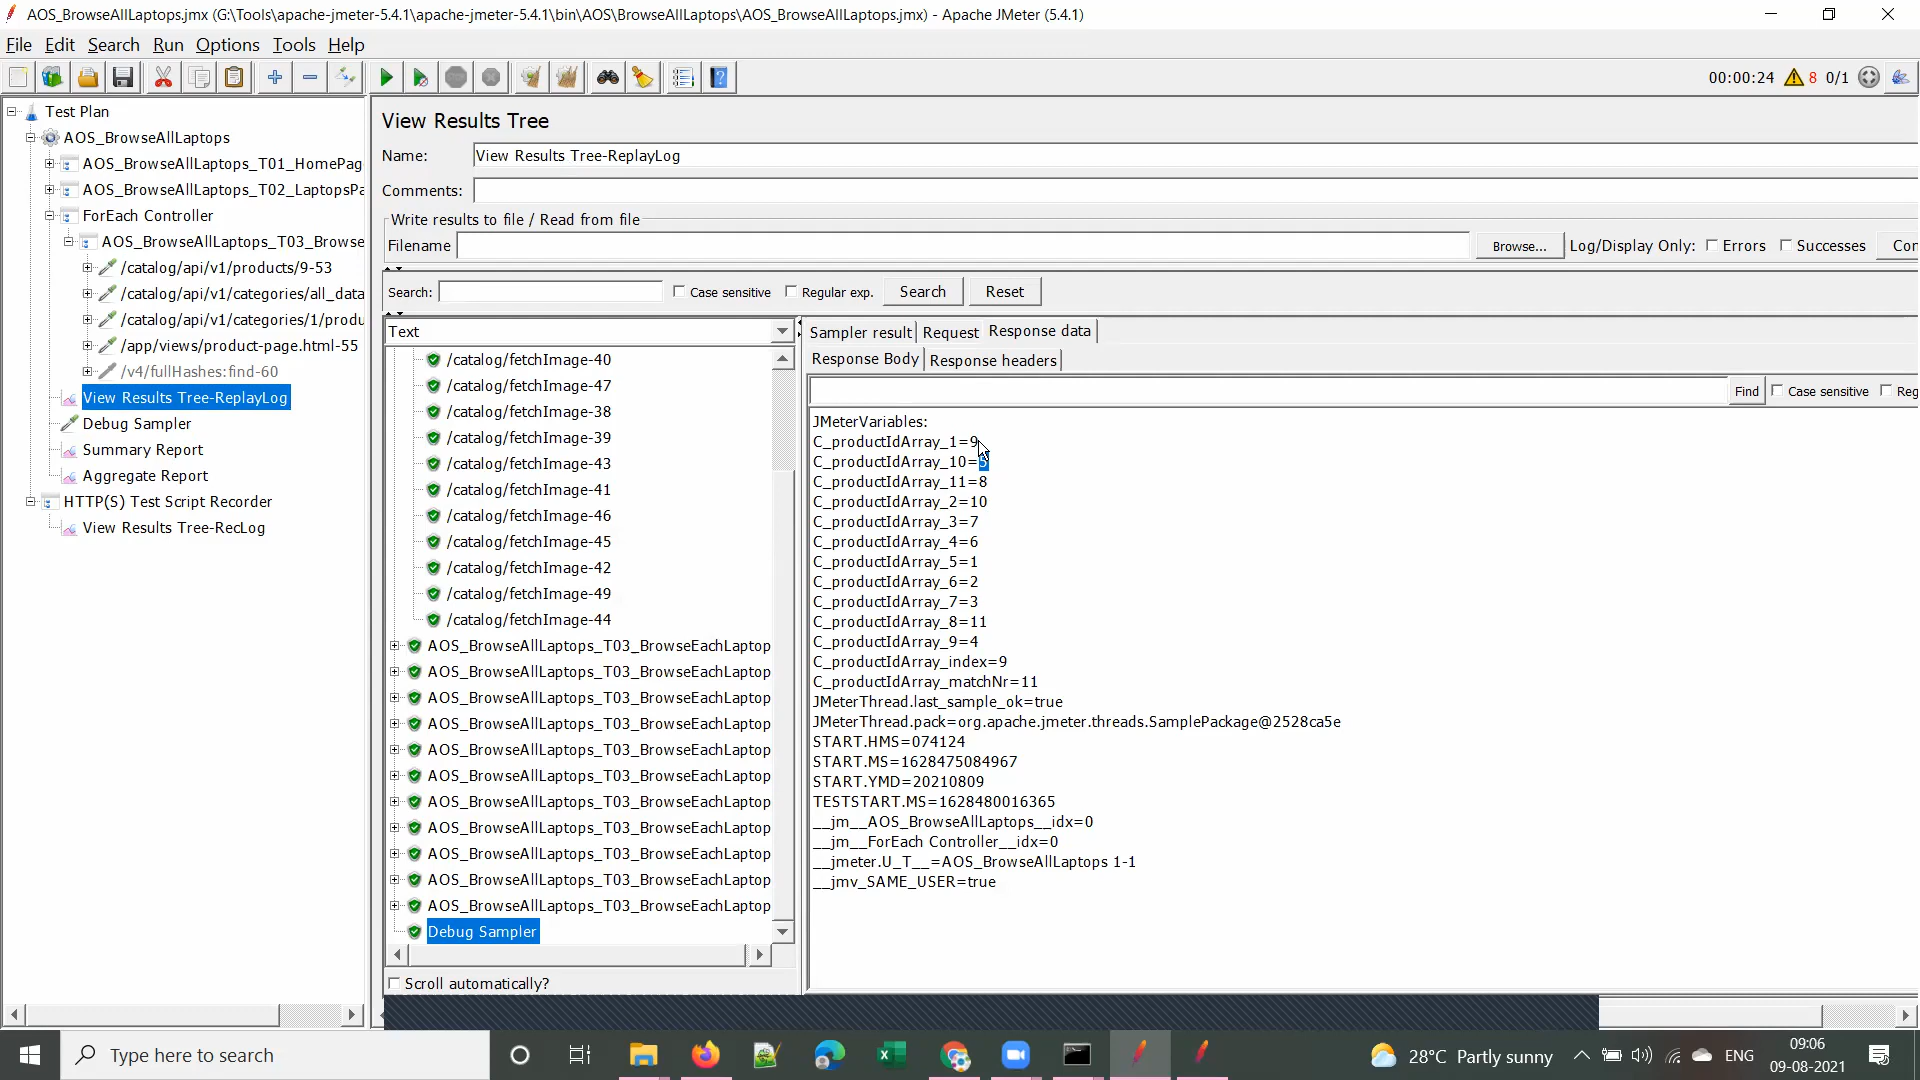 AOS_BrowseAllLaptops.jmx (G:\Tools\apache-jmeter-5.4.1\apache-jmeter-5.4.1\bin\AOS\BrowseAllLaptops\AOS_BrowseAllLaptops.jmx) - Apache JMeter (5.4.1)
File Edit Search Run Options Tools Help
00:00:24 8 0/1
Test Plan
AOS_BrowseAllLaptops
AOS_BrowseAllLaptops_T01_HomePag
AOS_BrowseAllLaptops_T02_LaptopsPa
ForEach Controller
AOS_BrowseAllLaptops_T03_Browse
/catalog/api/v1/products/9-53
/catalog/api/v1/categories/all_data
/catalog/api/v1/categories/1/produ
/app/views/product-page.html-55
/v4/fullHashes:find-60
View Results Tree-ReplayLog
Debug Sampler
Summary Report
Aggregate Report
HTTP(S) Test Script Recorder
View Results Tree-RecLog
View Results Tree
Name: View Results Tree-ReplayLog
Comments:
Write results to file / Read from file
Filename Browse... Log/Display Only: Errors Successes Con
Search: Case sensitive Regular exp. Search Reset
Text
/catalog/fetchImage-40
/catalog/fetchImage-47
/catalog/fetchImage-38
/catalog/fetchImage-39
/catalog/fetchImage-43
/catalog/fetchImage-41
/catalog/fetchImage-46
/catalog/fetchImage-45
/catalog/fetchImage-42
/catalog/fetchImage-49
/catalog/fetchImage-44
AOS_BrowseAllLaptops_T03_BrowseEachLaptop
AOS_BrowseAllLaptops_T03_BrowseEachLaptop
AOS_BrowseAllLaptops_T03_BrowseEachLaptop
AOS_BrowseAllLaptops_T03_BrowseEachLaptop
AOS_BrowseAllLaptops_T03_BrowseEachLaptop
AOS_BrowseAllLaptops_T03_BrowseEachLaptop
AOS_BrowseAllLaptops_T03_BrowseEachLaptop
AOS_BrowseAllLaptops_T03_BrowseEachLaptop
AOS_BrowseAllLaptops_T03_BrowseEachLaptop
AOS_BrowseAllLaptops_T03_BrowseEachLaptop
AOS_BrowseAllLaptops_T03_BrowseEachLaptop
Debug Sampler
Scroll automatically?
Sampler result Request Response data
Response Body Response headers
Find Case sensitive Reg
JMeterVariables:
C_productIdArray_1=9
C_productIdArray_10=5
C_productIdArray_11=8
C_productIdArray_2=10
C_productIdArray_3=7
C_productIdArray_4=6
C_productIdArray_5=1
C_productIdArray_6=2
C_productIdArray_7=3
C_productIdArray_8=11
C_productIdArray_9=4
C_productIdArray_index=9
C_productIdArray_matchNr=11
JMeterThread.last_sample_ok=true
JMeterThread.pack=org.apache.jmeter.threads.SamplePackage@2528ca5e
START.HMS=074124
START.MS=1628475084967
START.YMD=20210809
TESTSTART.MS=1628480016365
__jm__AOS_BrowseAllLaptops__idx=0
__jm__ForEach Controller__idx=0
__jmeter.U_T__=AOS_BrowseAllLaptops 1-1
__jmv_SAME_USER=true
Type here to search
28°C Partly sunny
ENG
09:06
09-08-2021